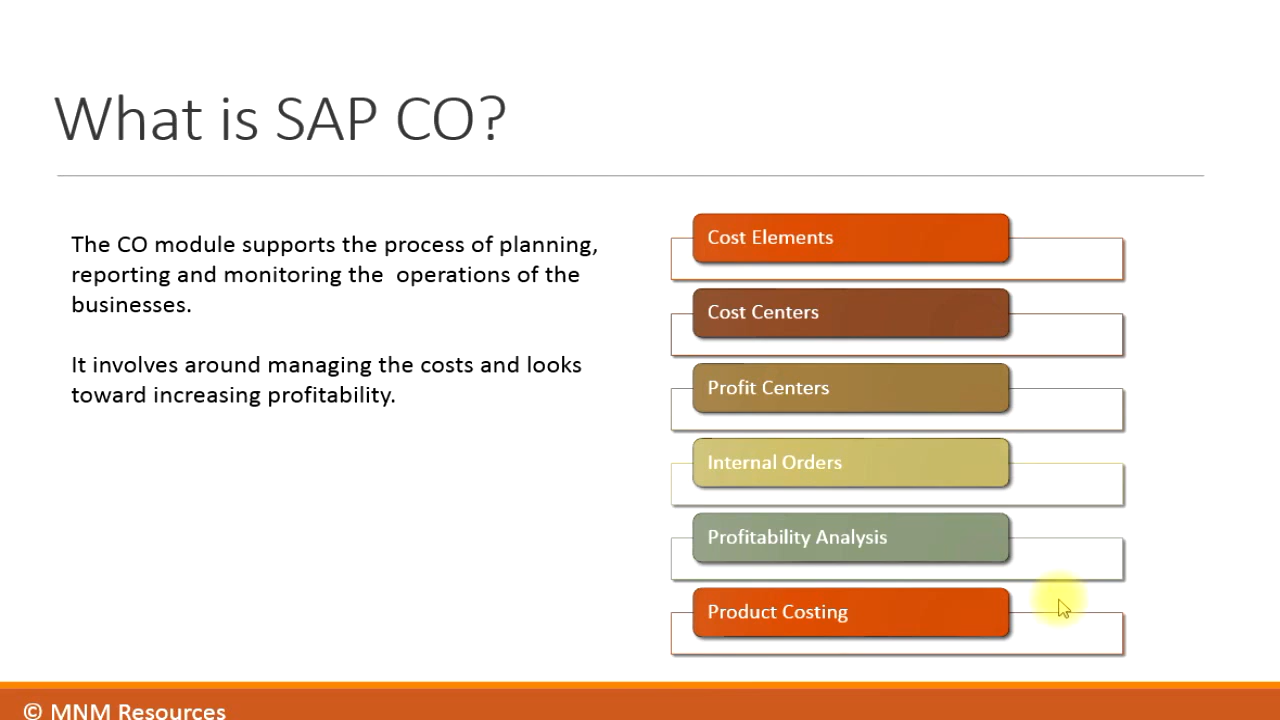 What is SAP CO?
The CO module supports the process of planning,
reporting and monitoring the  operations of the
businesses.
It involves around managing the costs and looks
toward increasing profitability.
Cost Elements
Cost Centers
Profit Centers
Internal Orders
Profitability Analysis
Product Costing
© MNM Resources